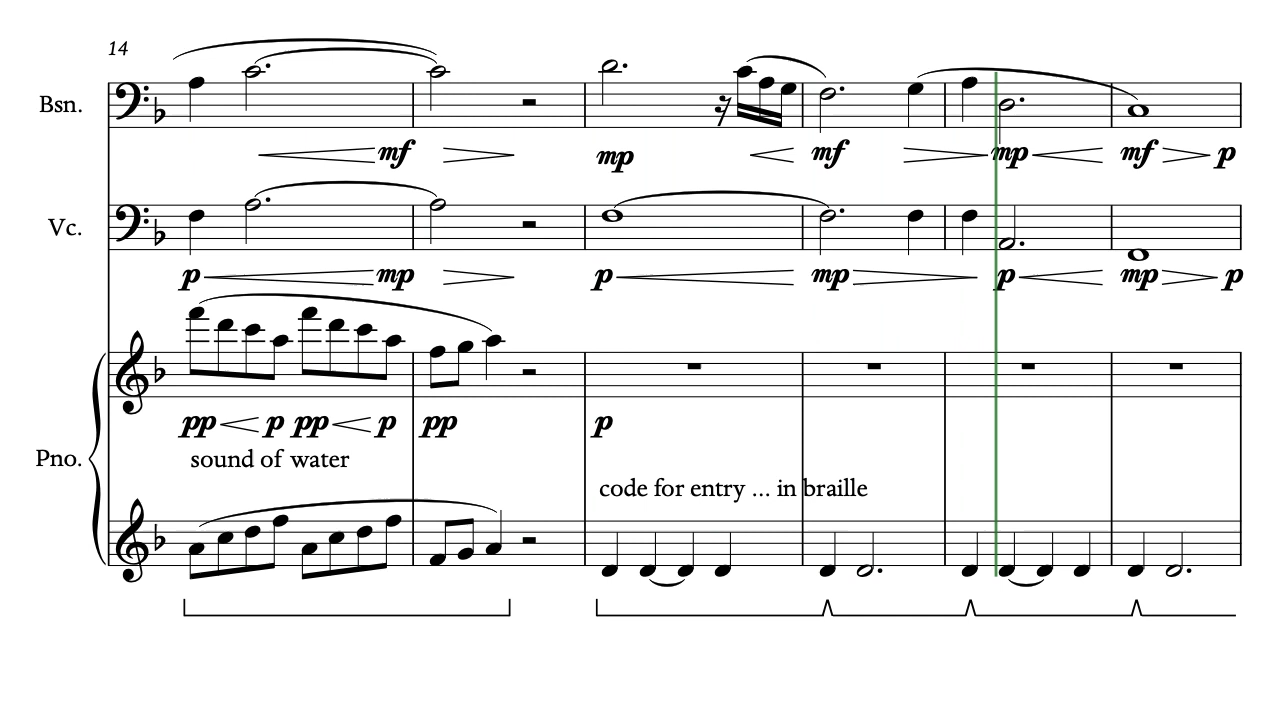 14
Bsn.
mf mp mf mp mf p
Vc.
p mp p mp p mp p
pp p pp p pp p
Pno.
sound of water
code for entry ... in braille